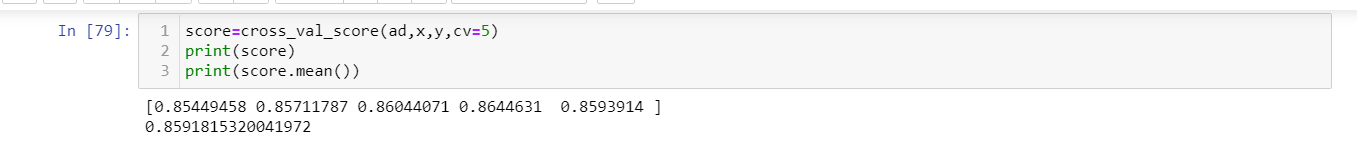 In [79]:
1 score=cross_val_score(ad,x,y,cv=5)
2 print(score)
3 print(score.mean())
[0.85449458 0.85711787 0.86044071 0.8644631  0.8593914 ]
0.8591815320041972